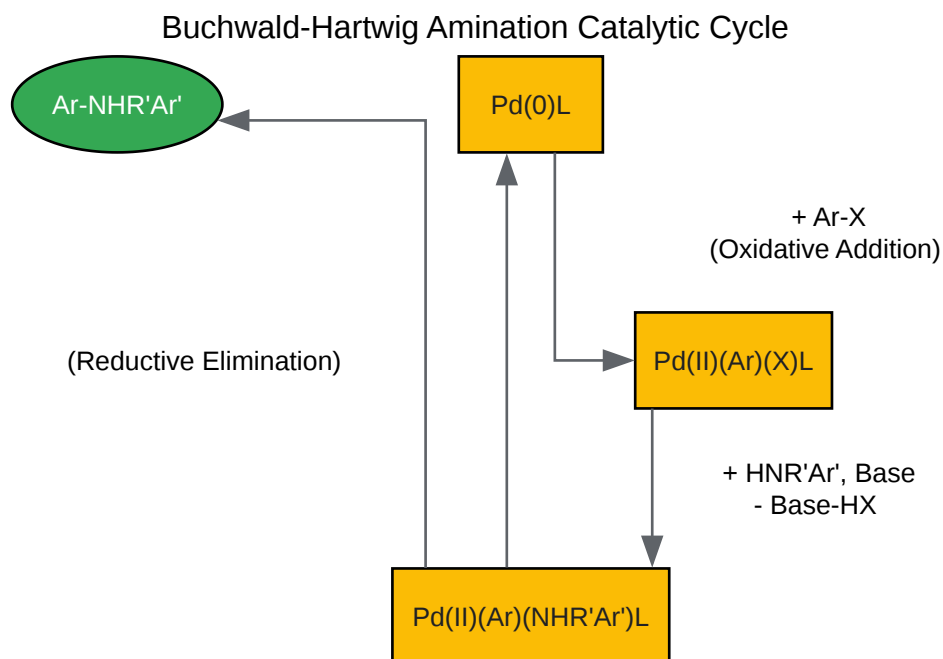 Buchwald-Hartwig Amination Catalytic Cycle
Ar-NHR'Ar'
Pd(0)L
+ Ar-X
(Oxidative Addition)
(Reductive Elimination)
Pd(II)(Ar)(X)L
+ HNR'Ar', Base
- Base-HX
Pd(II)(Ar)(NHR'Ar')L